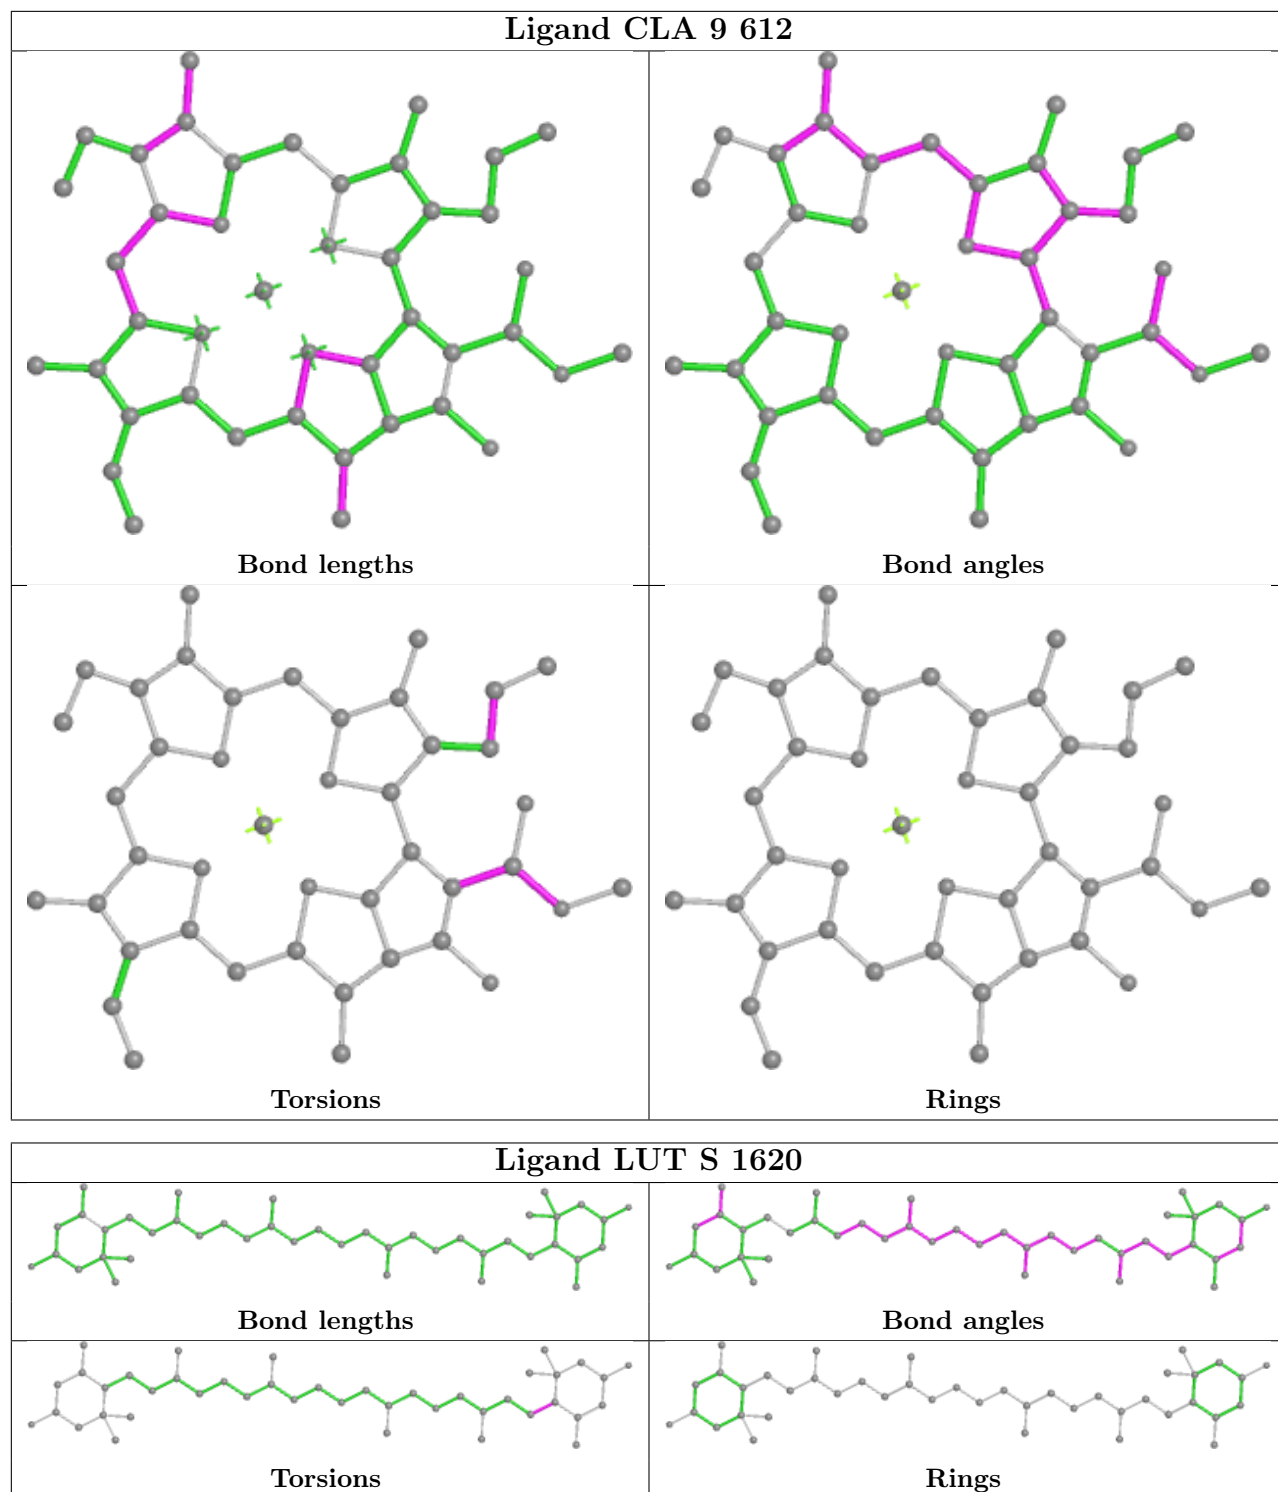 Ligand CLA 9 612
Bond lengths
Bond angles
Torsions
Rings
Ligand LUT S 1620
Bond lengths
Bond angles
Torsions
Rings